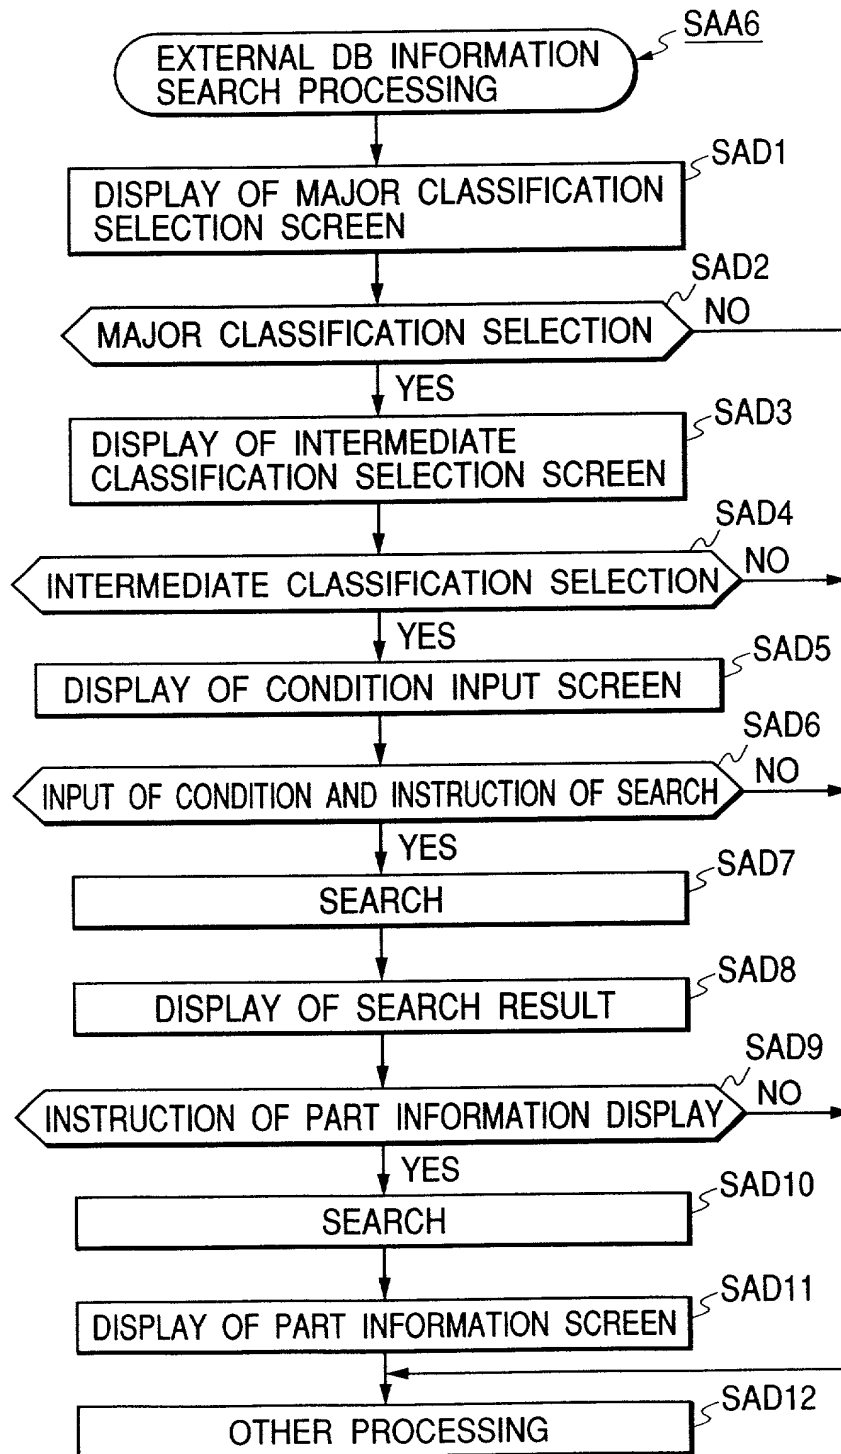 SAA6
EXTERNAL DB INFORMATION
SEARCH PROCESSING
SAD1
DISPLAY OF MAJOR CLASSIFICATION
SELECTION SCREEN
SAD2
MAJOR CLASSIFICATION SELECTION
NO
YES
SAD3
DISPLAY OF INTERMEDIATE
CLASSIFICATION SELECTION SCREEN
SAD4
INTERMEDIATE CLASSIFICATION SELECTION
NO
YES
SAD5
DISPLAY OF CONDITION INPUT SCREEN
SAD6
INPUT OF CONDITION AND INSTRUCTION OF SEARCH
NO
YES
SAD7
SEARCH
SAD8
DISPLAY OF SEARCH RESULT
SAD9
INSTRUCTION OF PART INFORMATION DISPLAY
NO
YES
SAD10
SEARCH
SAD11
DISPLAY OF PART INFORMATION SCREEN
SAD12
OTHER PROCESSING